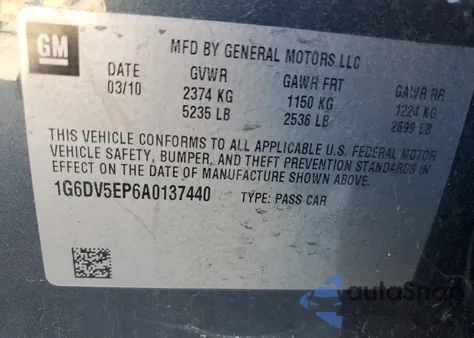 GM
MFD BY GENERAL MOTORS LLC
DATE GVWR GAWR FRT GAWR RR
03/10 2374 KG 1150 KG 1224 KG
5235 LB 2536 LB 2699 LB
THIS VEHICLE CONFORMS TO ALL APPLICABLE U.S. FEDERAL MOTOR
VEHICLE SAFETY, BUMPER, AND THEFT PREVENTION STANDARDS IN
EFFECT ON THE DATE OF MANUFACTURE SHOWN ABOVE.
1G6DV5EP6A0137440 TYPE: PASS CAR
autoSnap